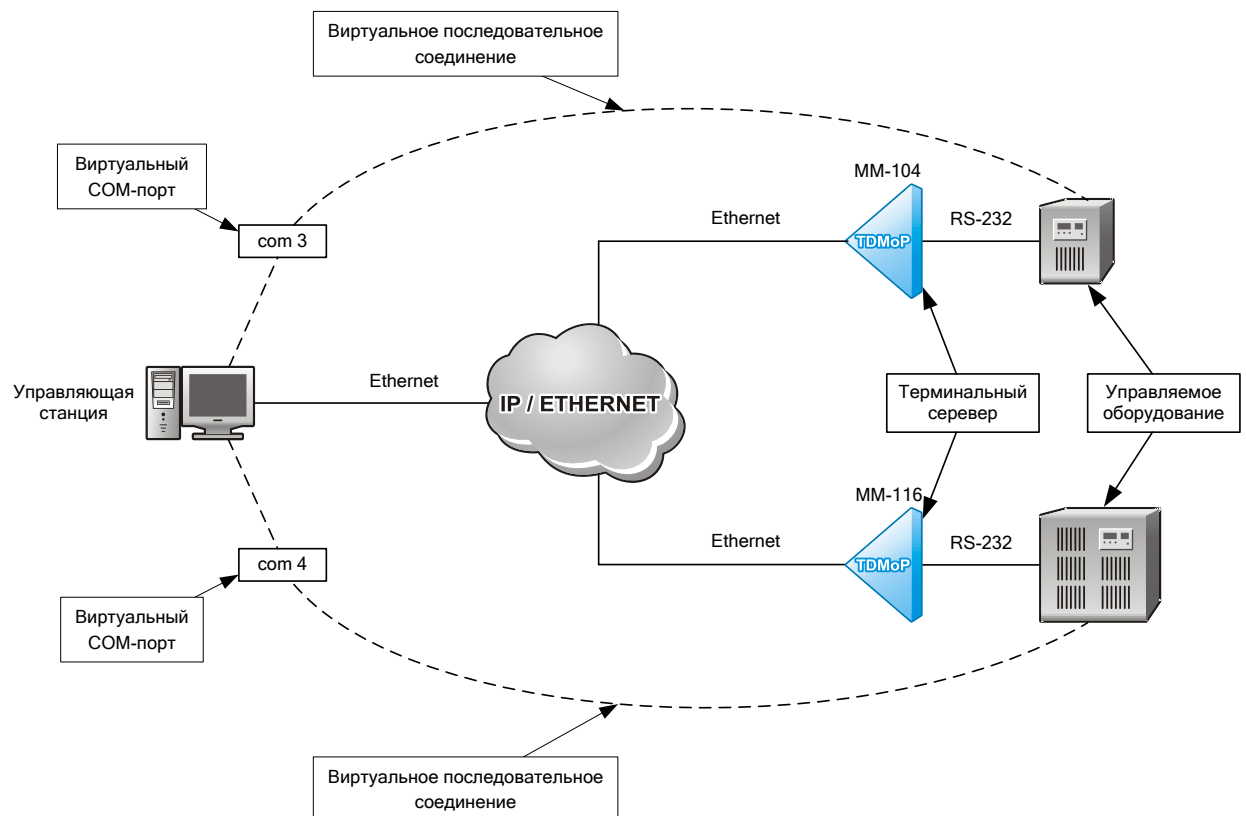 Виртуальное последовательное
соединение
Виртуальный
COM-порт
com 3
MM-104
Ethernet
TDMoP
RS-232
Управляющая
станция
Ethernet
IP / ETHERNET
Терминальный
серевер
Управляемое
оборудование
MM-116
Ethernet
TDMoP
RS-232
com 4
Виртуальный
COM-порт
Виртуальное последовательное
соединение